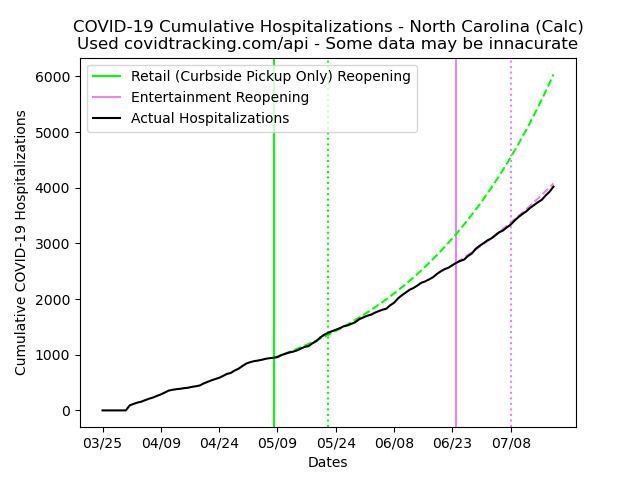 COVID-19 Cumulative Hospitalizations - North Carolina (Calc)
Used covidtracking.com/api - Some data may be innacurate
Retail (Curbside Pickup Only) Reopening
Entertainment Reopening
Actual Hospitalizations
Cumulative COVID-19 Hospitalizations
6000
5000
4000
3000
2000
1000
0
03/25 04/09 04/24 05/09 05/24 06/08 06/23 07/08
Dates